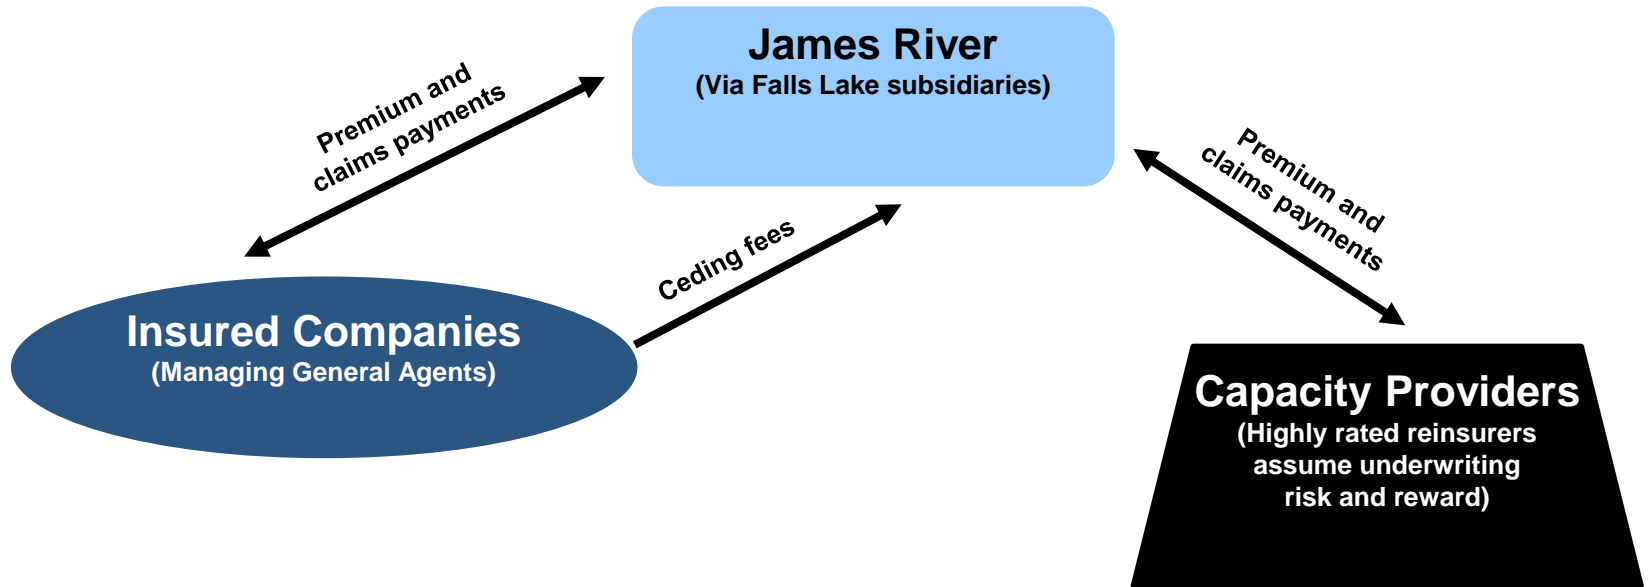 James River
(Via Falls Lake subsidiaries)
Premium and
claims payments
Premium and
claims payments
Ceding fees
Insured Companies
(Managing General Agents)
Capacity Providers
(Highly rated reinsurers
assume underwriting
risk and reward)